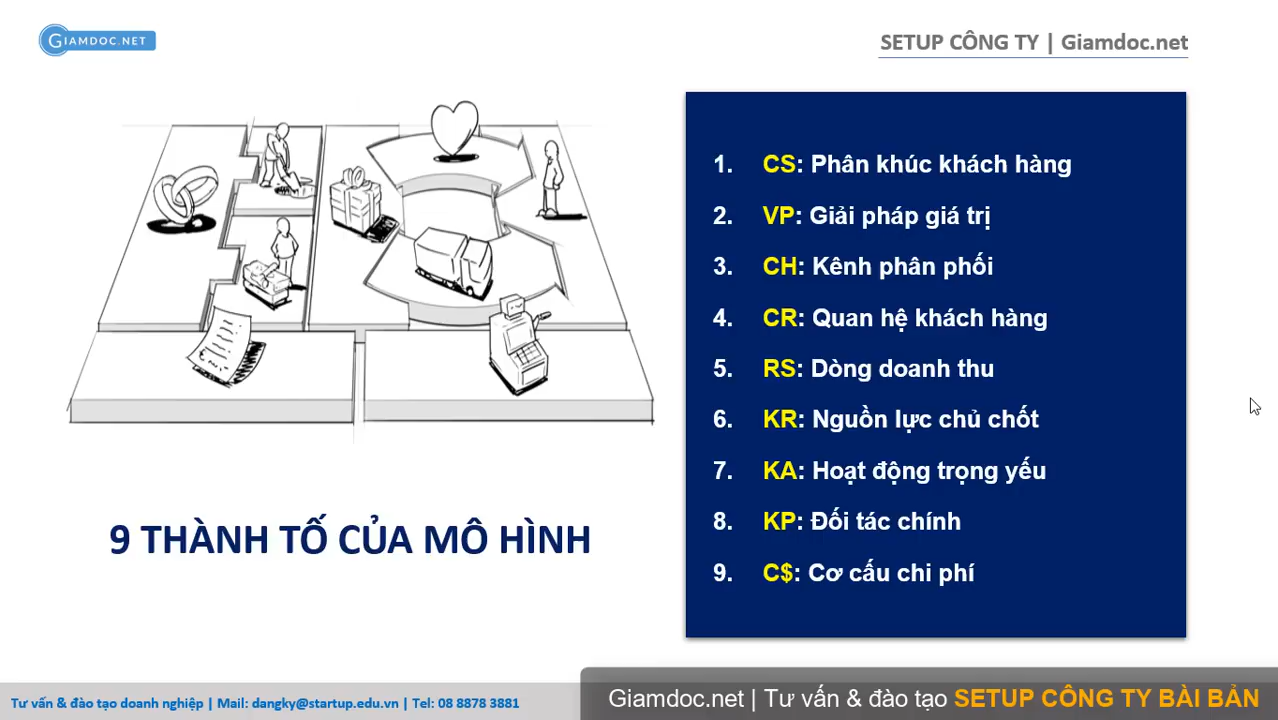 GIAMDOC.NET
SETUP CÔNG TY | Giamdoc.net
1. CS: Phân khúc khách hàng
2. VP: Giải pháp giá trị
3. CH: Kênh phân phối
4. CR: Quan hệ khách hàng
5. RS: Dòng doanh thu
6. KR: Nguồn lực chủ chốt
7. KA: Hoạt động trọng yếu
8. KP: Đối tác chính
9. C$: Cơ cấu chi phí
9 THÀNH TỐ CỦA MÔ HÌNH
Tư vấn & đào tạo doanh nghiệp | Mail: dangky@startup.edu.vn | Tel: 08 8878 3881
Giamdoc.net | Tư vấn & đào tạo SETUP CÔNG TY BÀI BẢN